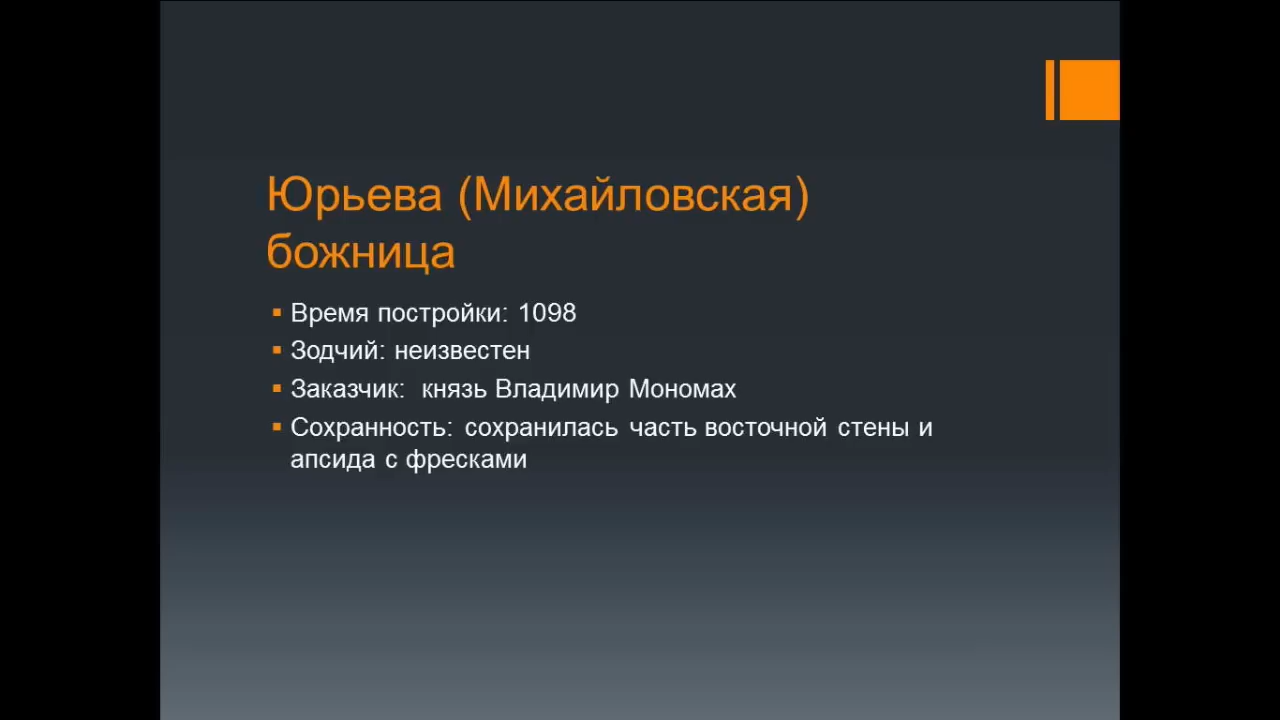 Юрьева (Михайловская)
божница
Время постройки: 1098
Зодчий: неизвестен
Заказчик: князь Владимир Мономах
Сохранность: сохранилась часть восточной стены и
апсида с фресками